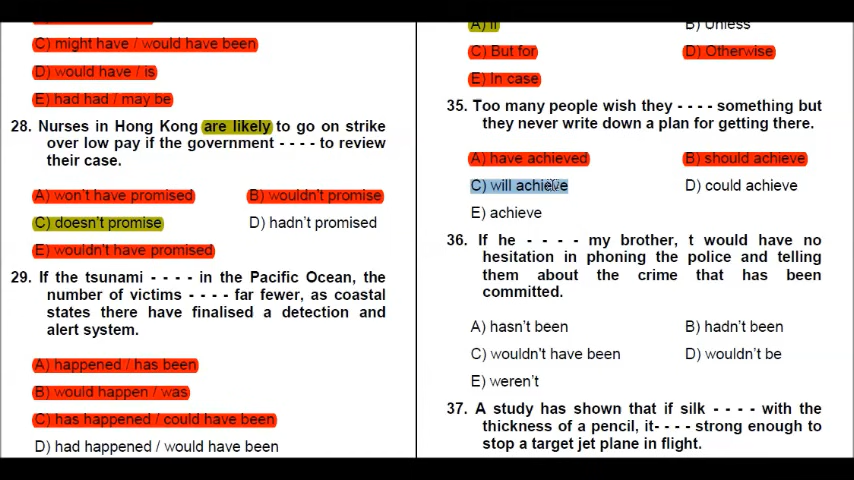 C) might have / would have been
D) would have / is
E) had had / may be
28. Nurses in Hong Kong are likely to go on strike
over low pay if the government - - - - to review
their case.
A) won't have promised B) wouldn't promise
C) doesn't promise D) hadn't promised
E) wouldn't have promised
29. If the tsunami - - - - in the Pacific Ocean, the
number of victims - - - - far fewer, as coastal
states there have finalised a detection and
alert system.
A) happened / has been
B) would happen / was
C) has happened / could have been
D) had happened / would have been
A) If B) Unless
C) But for D) Otherwise
E) In case
35. Too many people wish they - - - - something but
they never write down a plan for getting there.
A) have achieved B) should achieve
C) will achieve D) could achieve
E) achieve
36. If he - - - - my brother, t would have no
hesitation in phoning the police and telling
them about the crime that has been
committed.
A) hasn't been B) hadn't been
C) wouldn't have been D) wouldn't be
E) weren't
37. A study has shown that if silk - - - - with the
thickness of a pencil, it- - - - strong enough to
stop a target jet plane in flight.